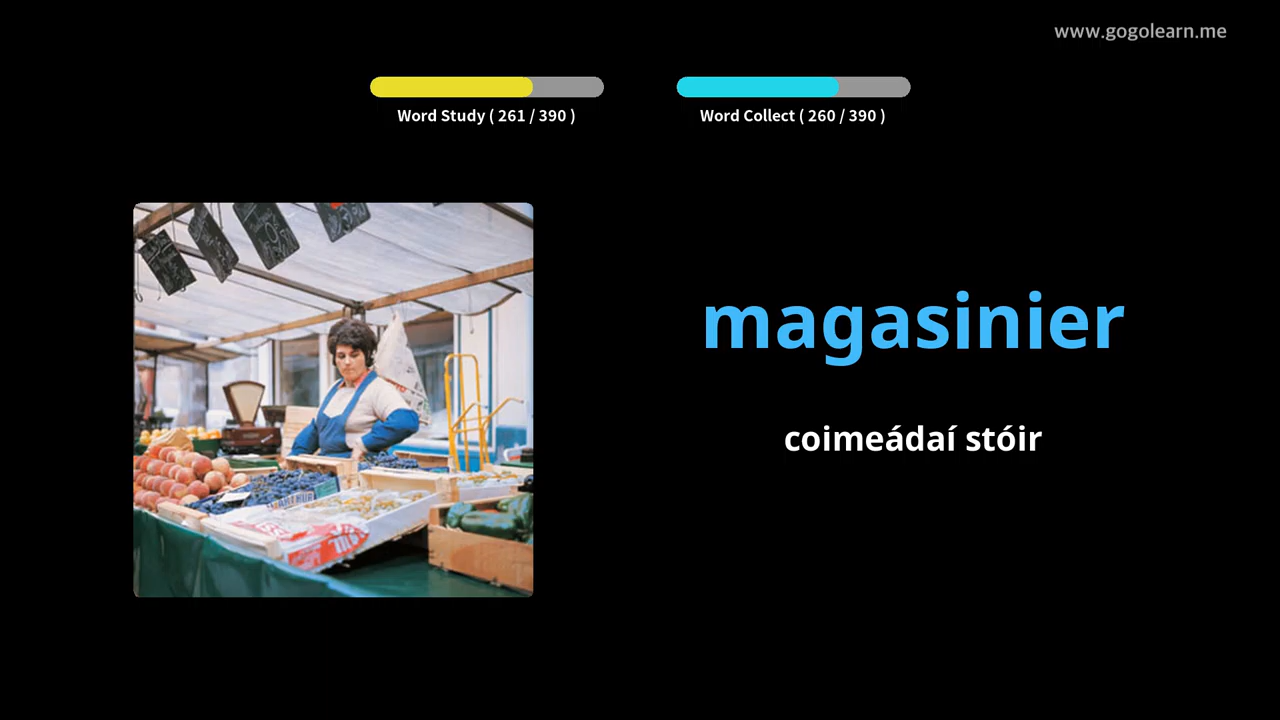 www.gogolearn.me
Word Study ( 261 / 390 )
Word Collect ( 260 / 390 )
magasinier
coimeádaí stóir